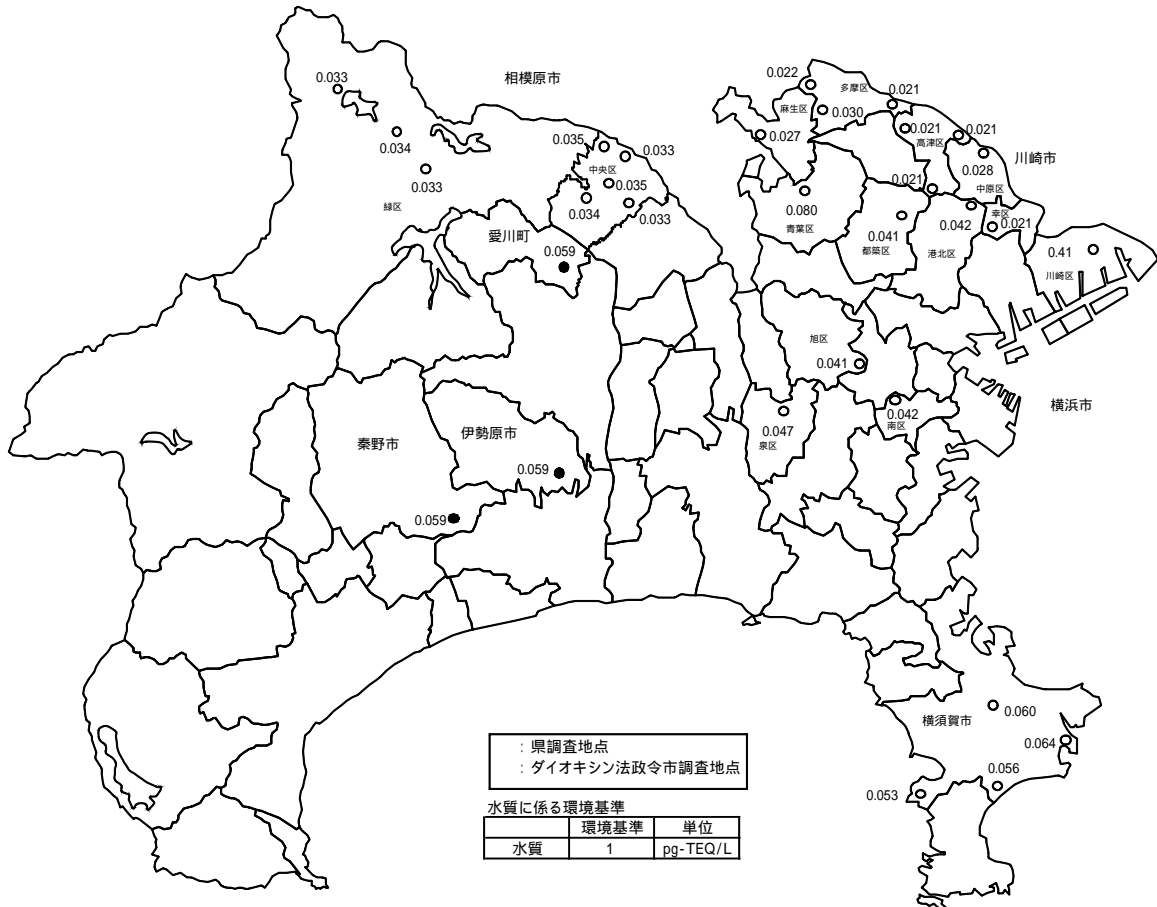 相模原市
0.033
0.034
0.033
緑区
0.035
0.033
中央区
0.035
0.034
0.033
愛川町
0.059
0.022
多摩区
0.021
麻生区
0.030
0.027
0.021
高津区
0.021
川崎市
0.028
中原区
0.021
0.080
青葉区
0.041
都築区
0.042
港北区
幸区
0.021
0.41
川崎区
旭区
0.041
横浜市
0.042
南区
0.047
泉区
秦野市
伊勢原市
0.059
0.059
横須賀市
0.060
0.064
0.056
0.053
: 県調査地点
: ダイオキシン法政令市調査地点
水質に係る環境基準
環境基準 単位
水質 1 pg-TEQ/L